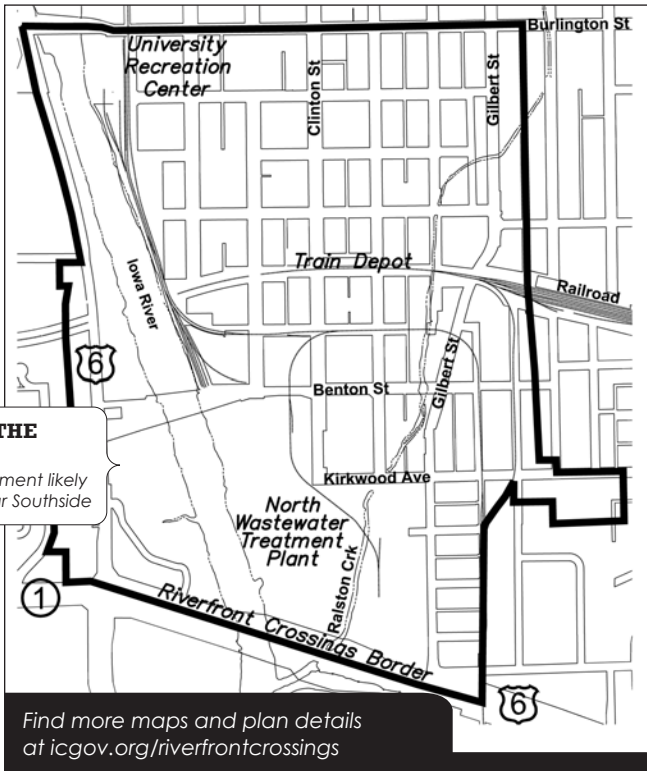 Burlington St
University
Recreation
Center
Clinton St
Gilbert St
Train Depot
Iowa River
Railroad
6
Gilbert St
Benton St
THE
ment likely
r Southside
Kirkwood Ave
North
Wastewater
Treatment
Plant
Ralston Crk
1
Riverfront Crossings Border
6
Find more maps and plan details
at icgov.org/riverfrontcrossings